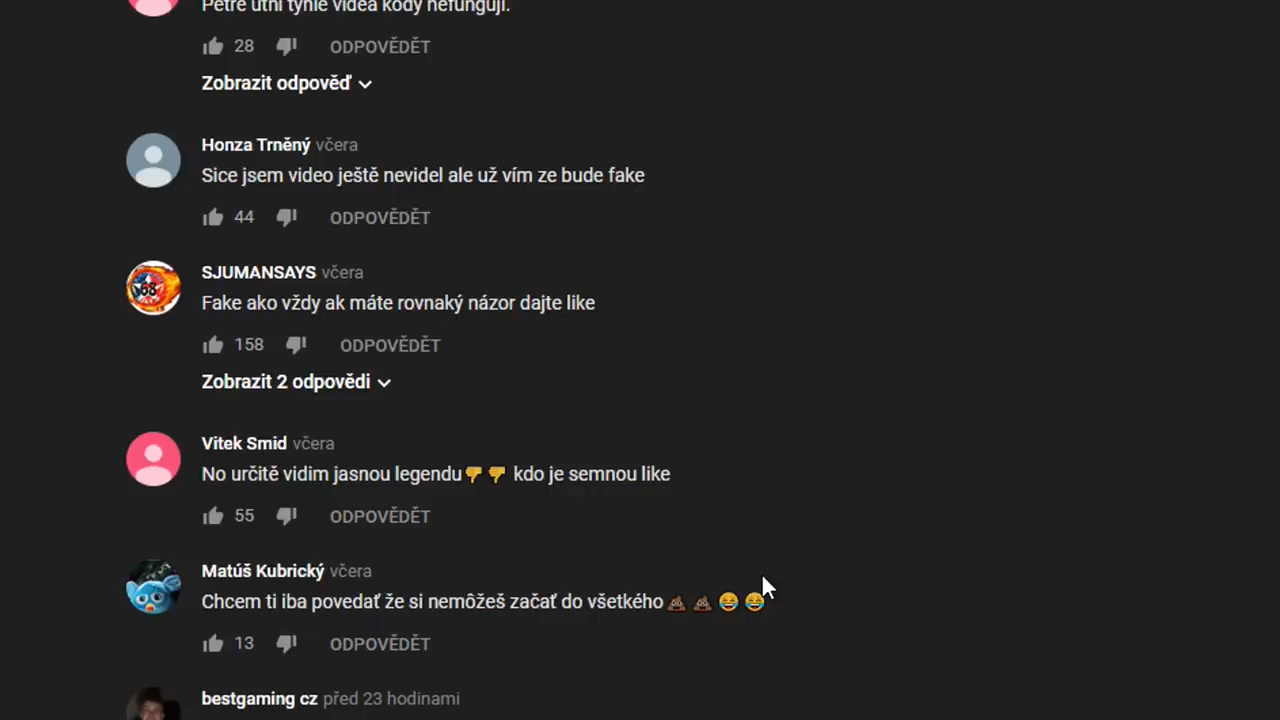 Petře utni tyhle videa kódy nefungují.
28 ODPOVĚDĚT
Zobrazit odpověď
Honza Trněný včera
Sice jsem video ještě nevidel ale už vím ze bude fake
44 ODPOVĚDĚT
SJUMANSAYS včera
Fake ako vždy ak máte rovnaký názor dajte like
158 ODPOVĚDĚT
Zobrazit 2 odpovědi
Vitek Smid včera
No určitě vidim jasnou legendu👎👎 kdo je semnou like
55 ODPOVĚDĚT
Matúš Kubrický včera
Chcem ti iba povedať že si nemôžeš začať do všetkého💩💩😂😂
13 ODPOVĚDĚT
bestgaming cz před 23 hodinami